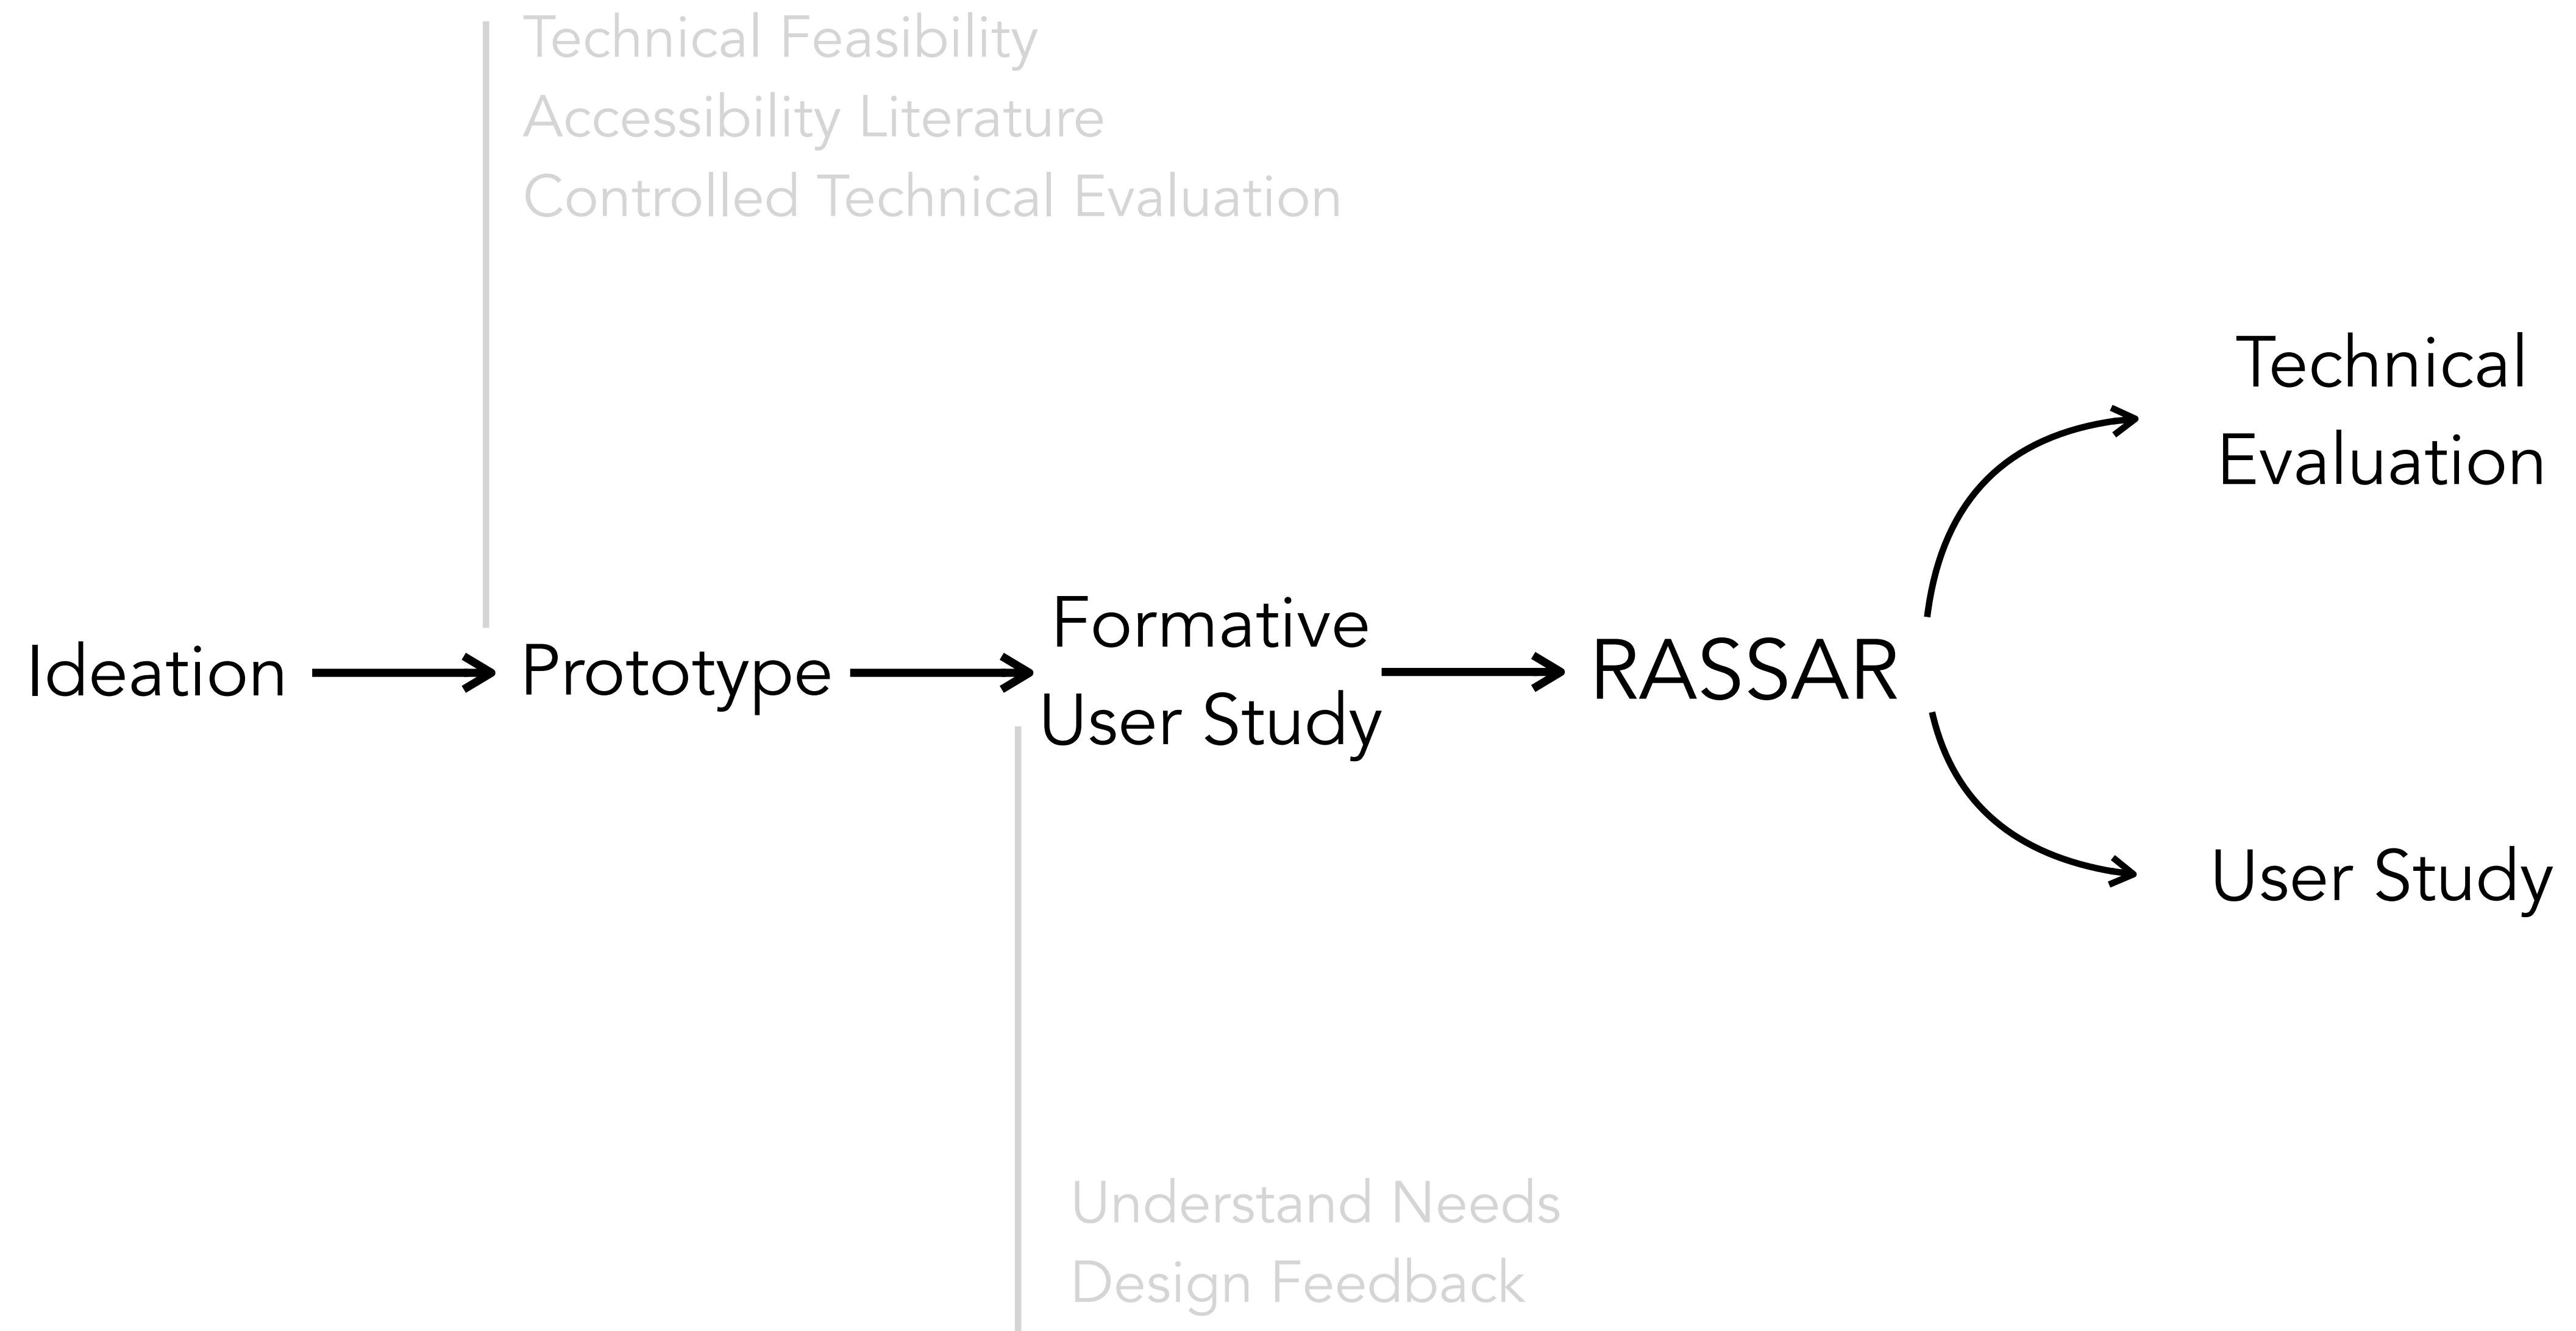 Technical Feasibility
Accessibility Literature
Controlled Technical Evaluation
Ideation
Prototype
Formative
User Study
RASSAR
Technical
Evaluation
User Study
Understand Needs
Design Feedback